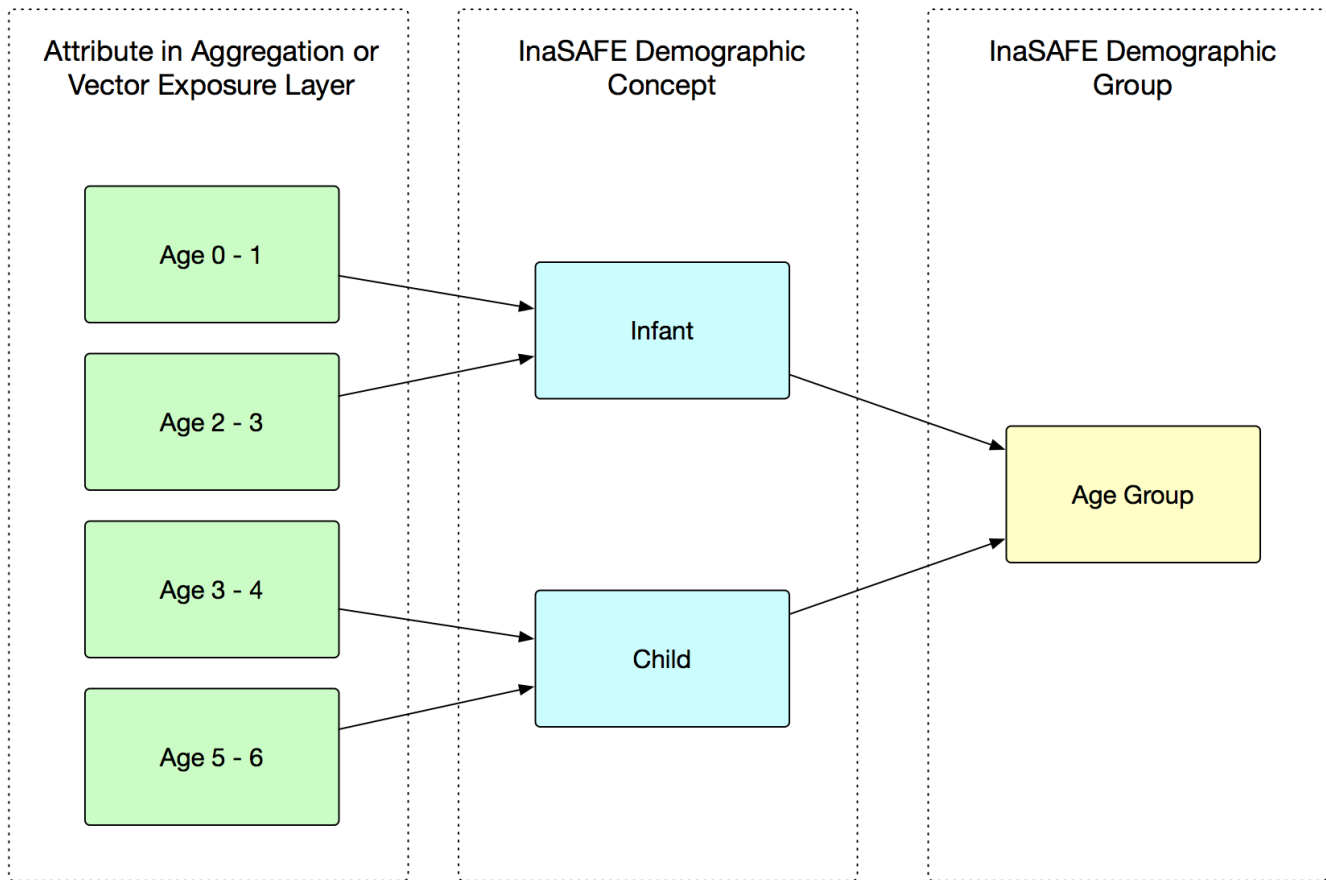 Attribute in Aggregation or
Vector Exposure Layer
Age 0 - 1
Age 2 - 3
Age 3 - 4
Age 5 - 6
InaSAFE Demographic
Concept
Infant
Child
InaSAFE Demographic
Group
Age Group